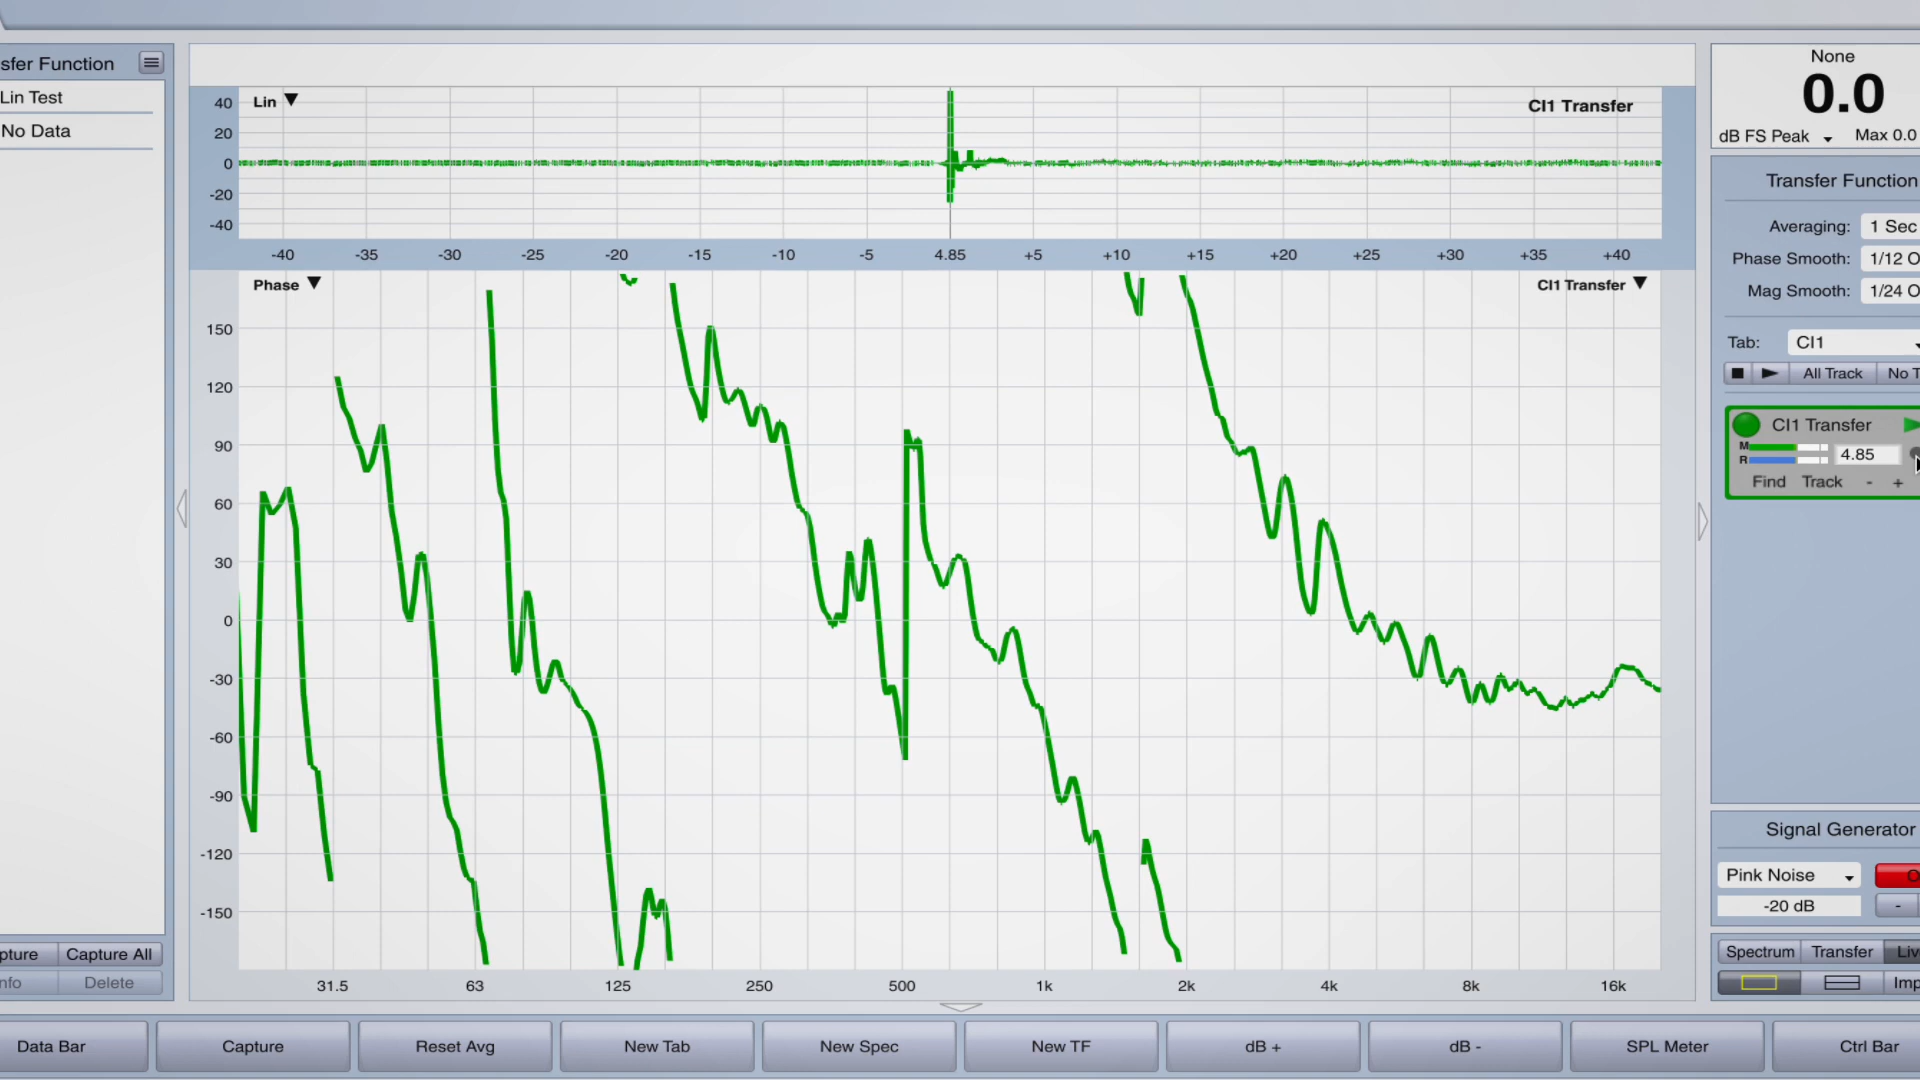 sfer Function
Lin Test
No Data
pture
Capture All
nfo
Delete
Lin
CI1 Transfer
40
20
0
-20
-40
-40 -35 -30 -25 -20 -15 -10 -5 4.85 +5 +10 +15 +20 +25 +30 +35 +40
Phase
CI1 Transfer
150
120
90
60
30
0
-30
-60
-90
-120
-150
31.5 63 125 250 500 1k 2k 4k 8k 16k
None
0.0
dB FS Peak Max 0.0
Transfer Function
Averaging: 1 Sec
Phase Smooth: 1/12 O
Mag Smooth: 1/24 O
Tab: CI1
All Track No T
CI1 Transfer
M
R
4.85
Find Track - +
Signal Generator
Pink Noise
O
-20 dB -
Spectrum Transfer Liv
Imp
Data Bar Capture Reset Avg New Tab New Spec New TF dB + dB - SPL Meter Ctrl Bar